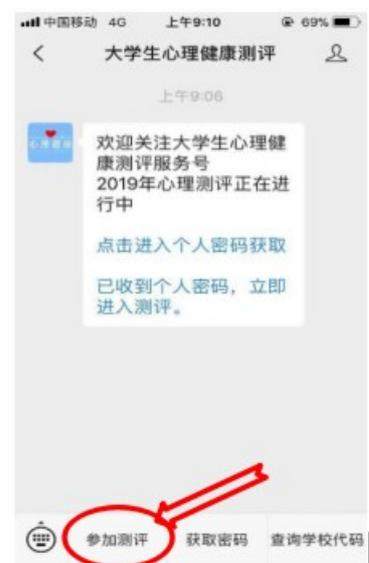 中国移动 4G 上午9:10 69%
大学生心理健康测评
上午9:06
心理健康
欢迎关注大学生心理健
康测评服务号
2019年心理测评正在进
行中
点击进入个人密码获取
已收到个人密码，立即
进入测评。
参加测评 获取密码 查询学校代码